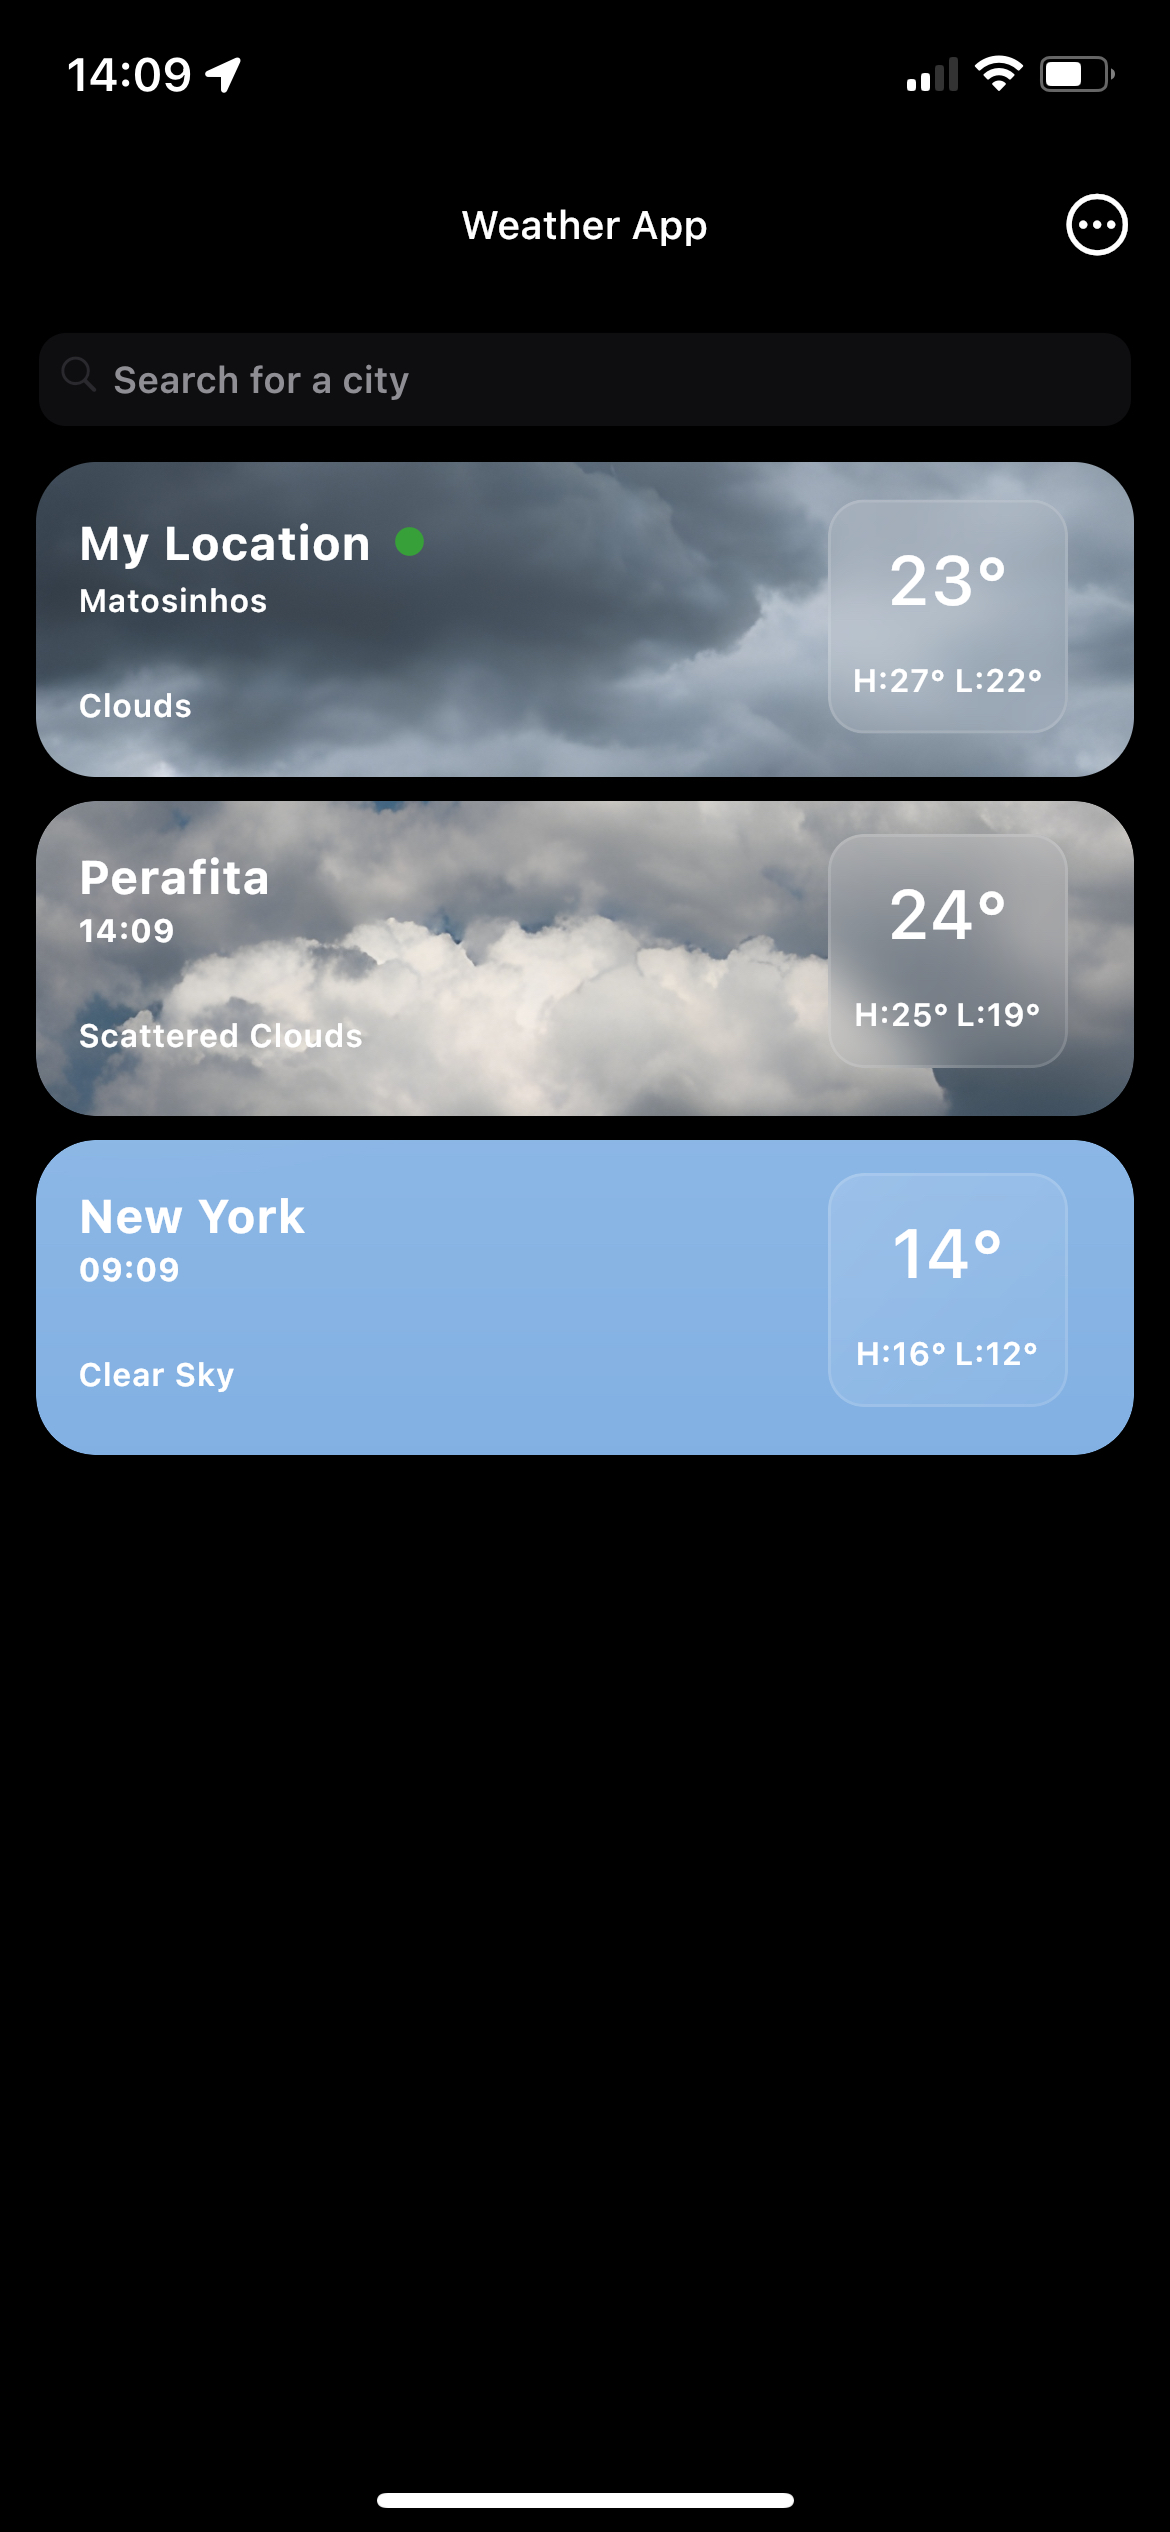 14:09
Weather App
Search for a city
My Location
Matosinhos
Clouds
23°
H:27° L:22°
Perafita
14:09
Scattered Clouds
24°
H:25° L:19°
New York
09:09
Clear Sky
14°
H:16° L:12°